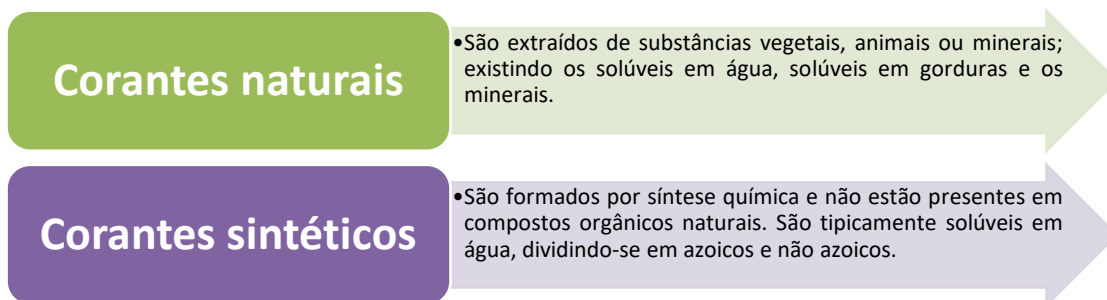 Corantes naturais
•São extraídos de substâncias vegetais, animais ou minerais;
existindo os solúveis em água, solúveis em gorduras e os
minerais.
Corantes sintéticos
•São formados por síntese química e não estão presentes em
compostos orgânicos naturais. São tipicamente solúveis em
água, dividindo-se em azoicos e não azoicos.